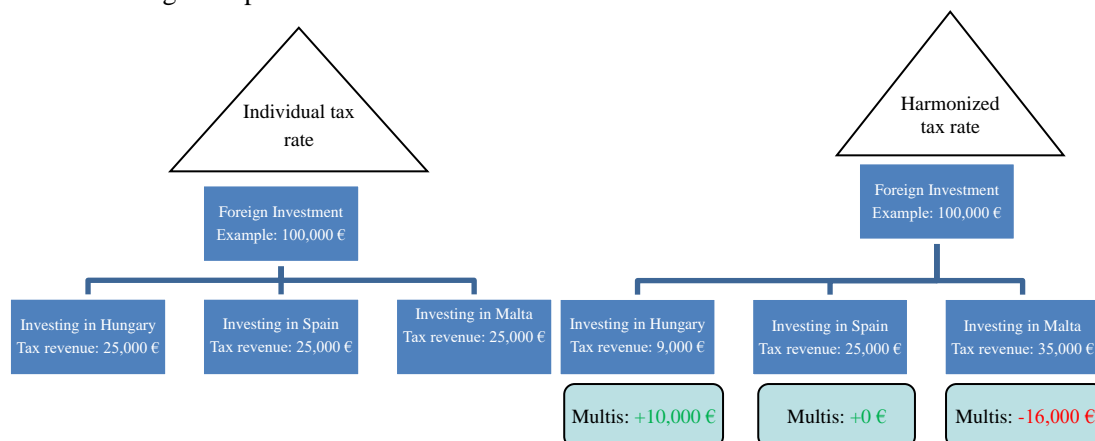 Individual tax
rate
Foreign Investment
Example: 100,000 €
Investing in Hungary
Tax revenue: 25,000 €
Investing in Spain
Tax revenue: 25,000 €
Investing in Malta
Tax revenue: 25,000 €
Harmonized
tax rate
Foreign Investment
Example: 100,000 €
Investing in Hungary
Tax revenue: 9,000 €
Investing in Spain
Tax revenue: 25,000 €
Investing in Malta
Tax revenue: 35,000 €
Multis: +10,000 €
Multis: +0 €
Multis: -16,000 €